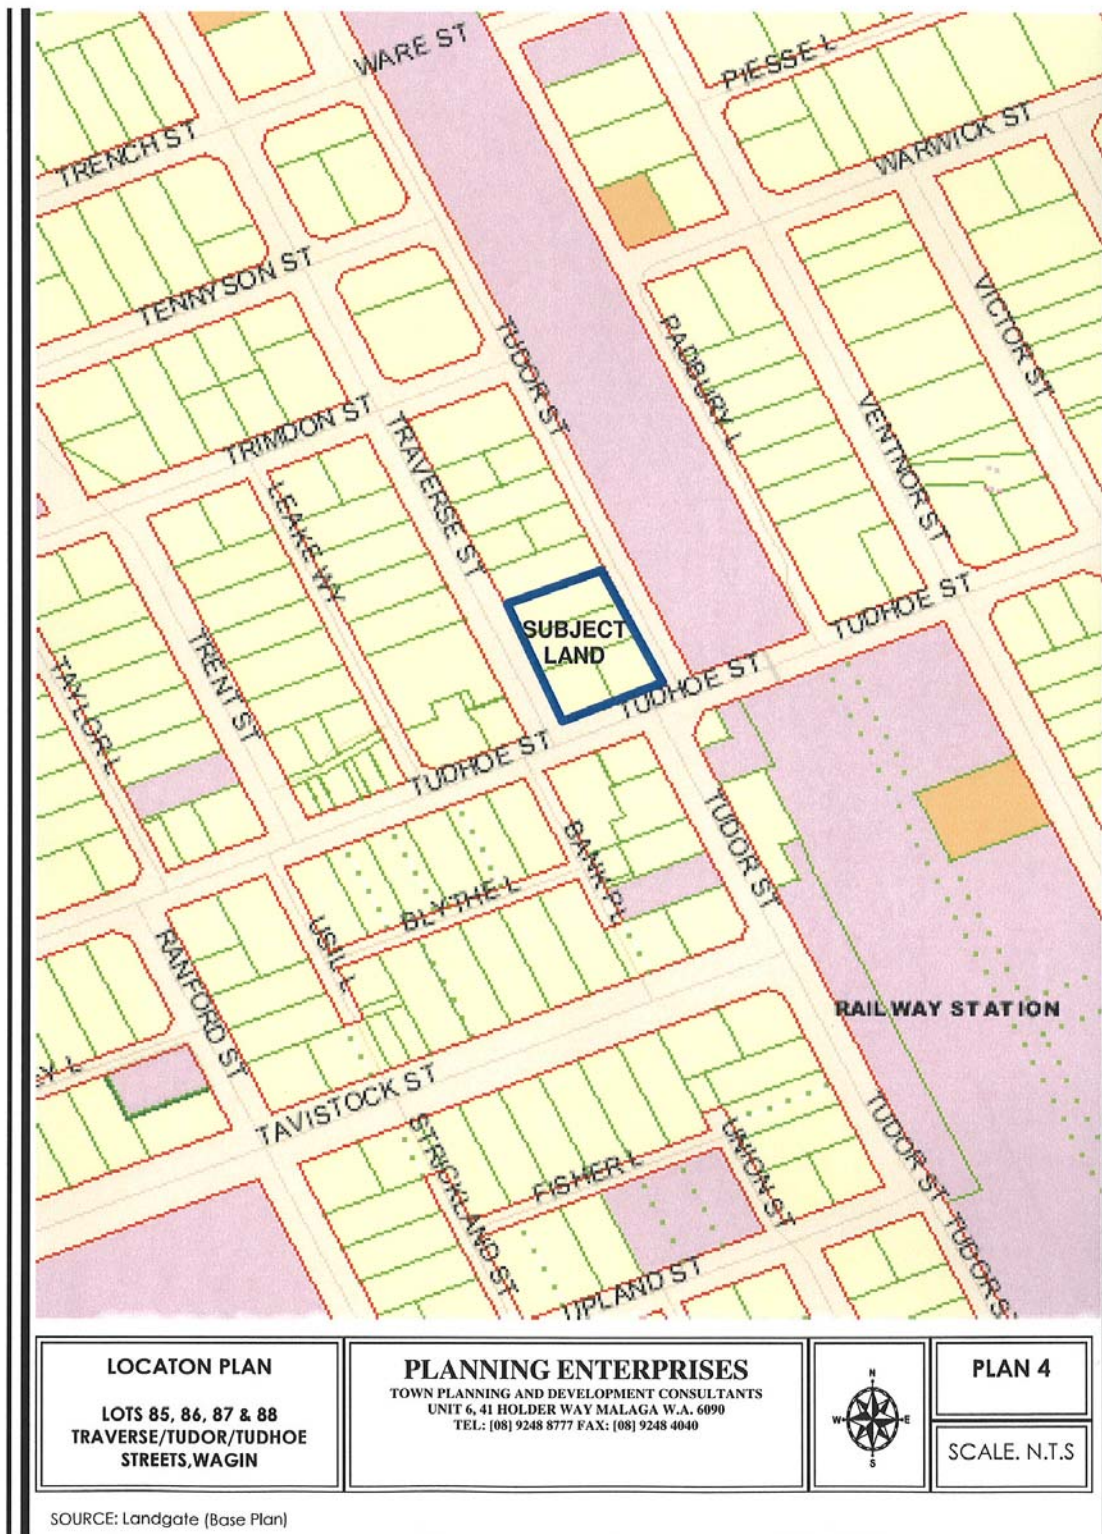 WARE ST
PIESSE L
TRENCH ST
WARWICK ST
TENNYSON ST
VICTOR ST
TUDOR ST
RADBURY L
TRIMDON ST
TRAVERSE ST
VENTNOR ST
LEAKE WY
TUDHOE ST
SUBJECT
LAND
TRENT ST
TAYLOR L
TUDHOE ST
TUDHOE ST
TUDOR ST
BANK PL
BLYTHE L
USILL L
RANFORD ST
RAILWAY STATION
Y L
TAVISTOCK ST
TUDOR ST
STRICKLAND ST
UNION ST
FISHER L
TUDOR S
UPLAND ST
LOCATON PLAN
LOTS 85, 86, 87 & 88
TRAVERSE/TUDOR/TUDHOE
STREETS,WAGIN
PLANNING ENTERPRISES
TOWN PLANNING AND DEVELOPMENT CONSULTANTS
UNIT 6, 41 HOLDER WAY MALAGA W.A. 6090
TEL: [08] 9248 8777 FAX: [08] 9248 4040
N
W E
S
PLAN 4
SCALE. N.T.S
SOURCE: Landgate (Base Plan)